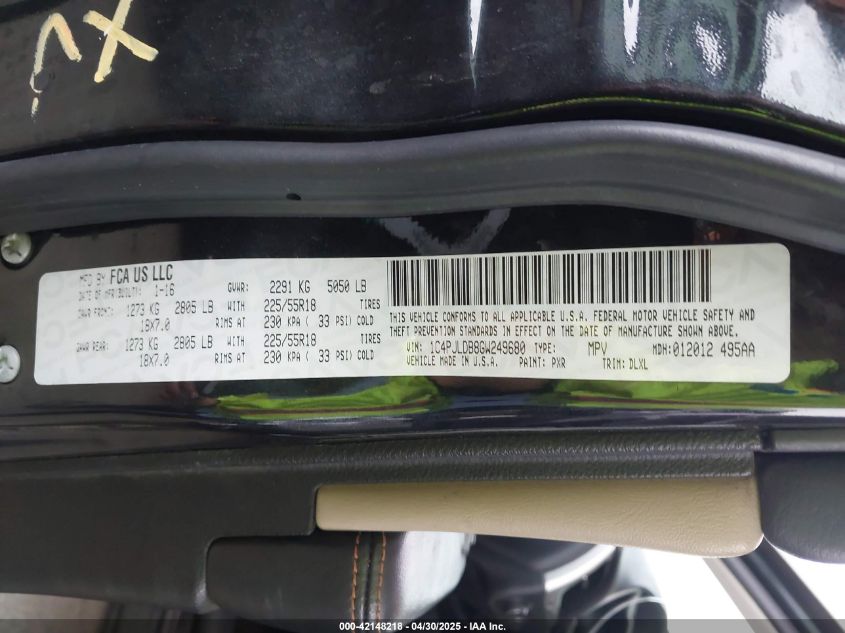 MFD BY FCA US LLC
DATE OF MFR/BUILT: 1-16 GVWR: 2291 KG 5050 LB
GAWR FRONT: 1273 KG 2805 LB WITH 225/55R18 TIRES
18X7.0 RIMS AT 230 KPA ( 33 PSI) COLD
GAWR REAR: 1273 KG 2805 LB WITH 225/55R18 TIRES
18X7.0 RIMS AT 230 KPA ( 33 PSI) COLD
THIS VEHICLE CONFORMS TO ALL APPLICABLE U.S.A. FEDERAL MOTOR VEHICLE SAFETY AND
THEFT PREVENTION STANDARDS IN EFFECT ON THE DATE OF MANUFACTURE SHOWN ABOVE.
VIN: 1C4PJLDB8GW249680 TYPE: MPV MDH:012012 495AA
VEHICLE MADE IN U.S.A. PAINT: PXR TRIM: DLXL
000-42148218 - 04/30/2025 - IAA, Inc.